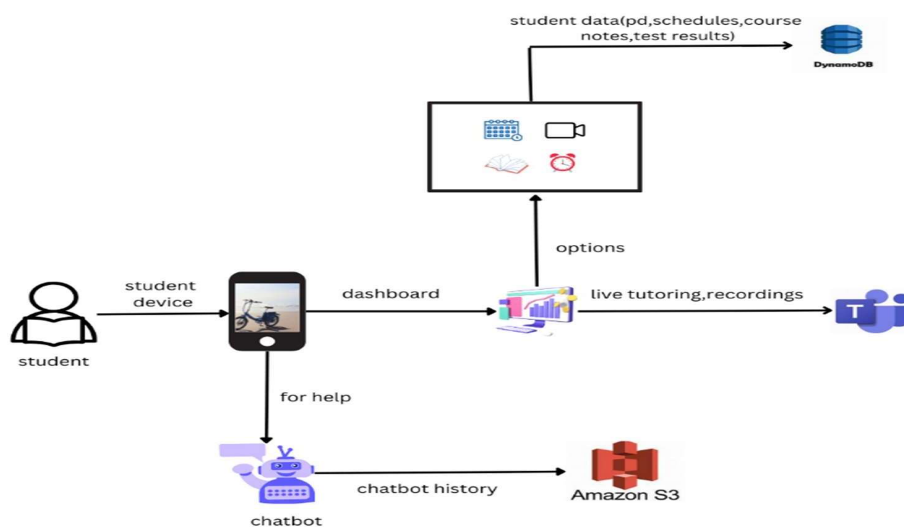 student data(pd,schedules,course
notes,test results)
DynamoDB
options
student
device
dashboard
live tutoring,recordings
T
student
for help
chatbot history
Amazon S3
chatbot